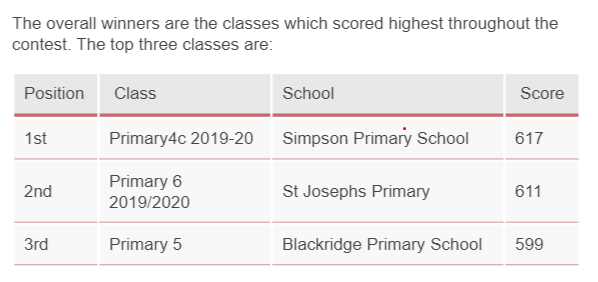 The overall winners are the classes which scored highest throughout the
contest. The top three classes are:
Position Class School Score
1st Primary4c 2019-20 Simpson Primary School 617
2nd Primary 6 2019/2020 St Josephs Primary 611
3rd Primary 5 Blackridge Primary School 599